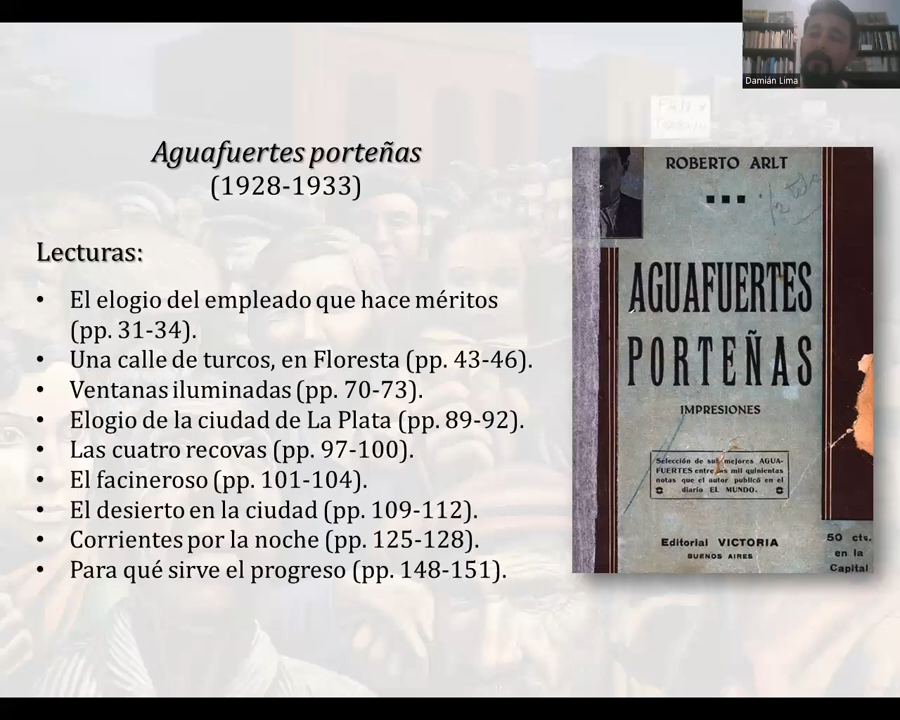 Damián Lima
Aguafuertes porteñas
(1928-1933)
Lecturas:
• El elogio del empleado que hace méritos
(pp. 31-34).
• Una calle de turcos, en Floresta (pp. 43-46).
• Ventanas iluminadas (pp. 70-73).
• Elogio de la ciudad de La Plata (pp. 89-92).
• Las cuatro recovas (pp. 97-100).
• El facineroso (pp. 101-104).
• El desierto en la ciudad (pp. 109-112).
• Corrientes por la noche (pp. 125-128).
• Para qué sirve el progreso (pp. 148-151).
ROBERTO ARLT
AGUAFUERTES
PORTEÑAS
IMPRESIONES
Selección de sus mejores AGUA-
FUERTES entre las mil quinientas
notas que el autor publicó en el
diario EL MUNDO.
Editorial VICTORIA
BUENOS AIRES
50 cts.
en la
Capital